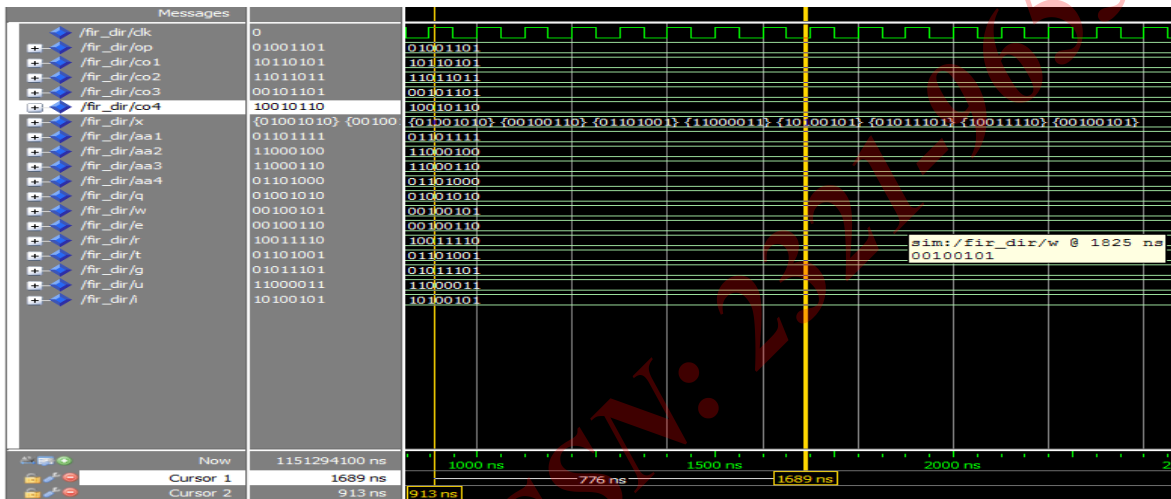 Messages
/fir_dir/clk 0
/fir_dir/op 01001101 01001101
/fir_dir/co1 10110101 10110101
/fir_dir/co2 11011011 11011011
/fir_dir/co3 00101101 00101101
/fir_dir/co4 10010110 10010110
/fir_dir/x {01001010} {00100 {01001010} {00100110} {01101001} {11000011} {10100101} {01011101} {10011110} {00100101}
/fir_dir/aa1 01101111 01101111
/fir_dir/aa2 11000100 11000100
/fir_dir/aa3 11000110 11000110
/fir_dir/aa4 01101000 01101000
/fir_dir/q 01001010 01001010
/fir_dir/w 00100101 00100101
/fir_dir/e 00100110 00100110
/fir_dir/r 10011110 10011110
sim:/fir_dir/w @ 1825 ns
/fir_dir/t 01101001 01101001
00100101
/fir_dir/g 01011101 01011101
/fir_dir/u 11000011 11000011
/fir_dir/i 10100101 10100101
Now 1151294100 ns 1000 ns 1500 ns 2000 ns 2
Cursor 1 1689 ns 776 ns 1689 ns
Cursor 2 913 ns 913 ns
SSN: 2321-965